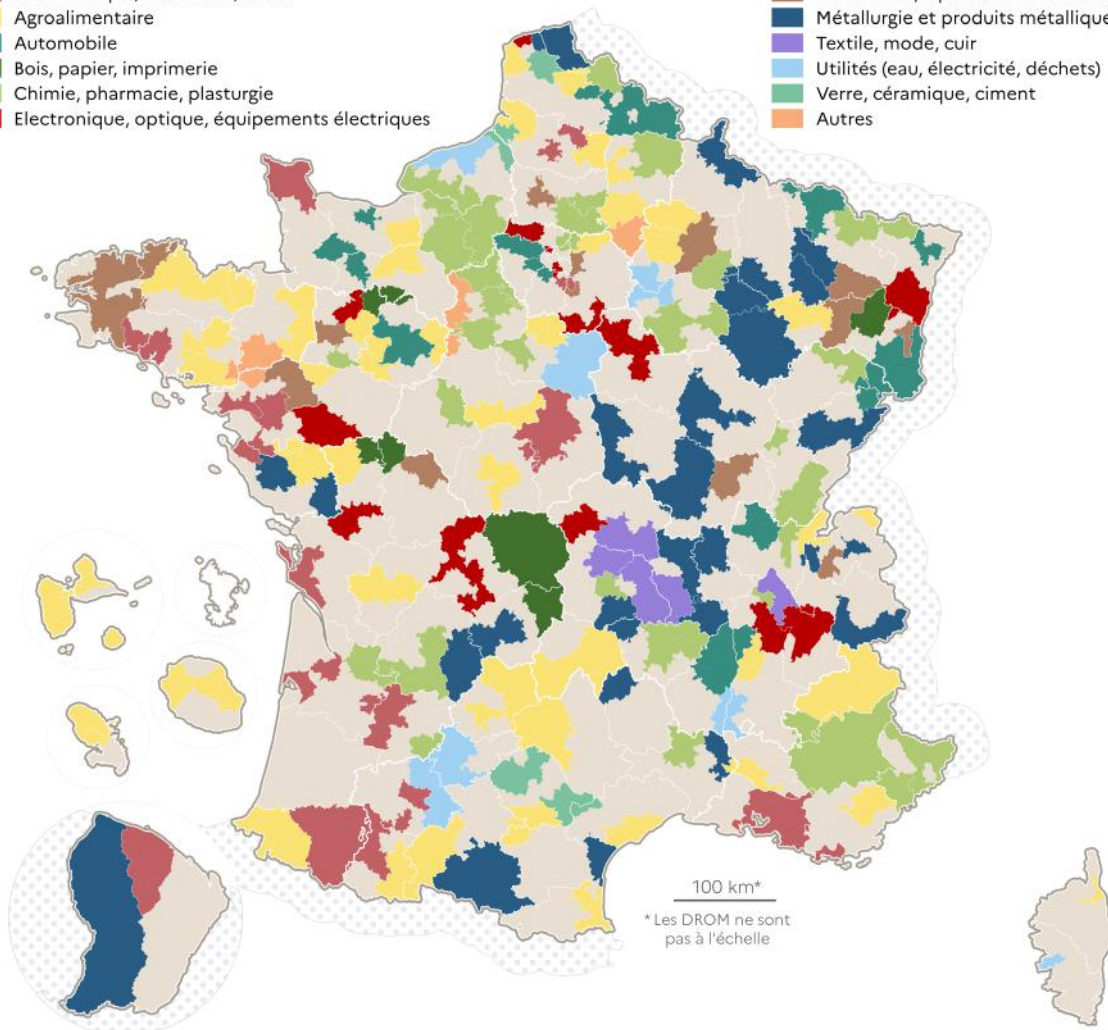 Agroalimentaire
Automobile
Bois, papier, imprimerie
Chimie, pharmacie, plasturgie
Electronique, optique, équipements électriques
Métallurgie et produits métalliques
Textile, mode, cuir
Utilités (eau, électricité, déchets)
Verre, céramique, ciment
Autres
100 km*
* Les DROM ne sont
pas à l'échelle